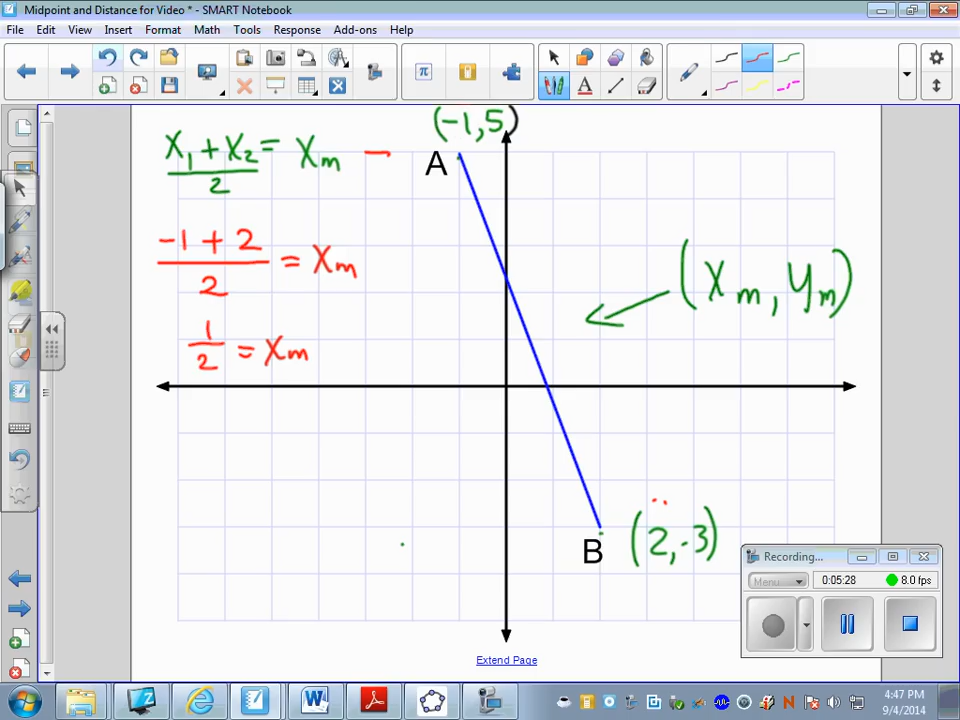 Midpoint and Distance for Video * - SMART Notebook
File Edit View Insert Format Math Tools Response Add-ons Help
(-1,5)
X₁ + X₂ = Xm -
2
A
-1 + 2 = Xm
2
(Xm, Ym)
1 = Xm
2
B (2,-3)
Recording...
Menu 0:05:28 8.0 fps
Extend Page
4:47 PM
9/4/2014